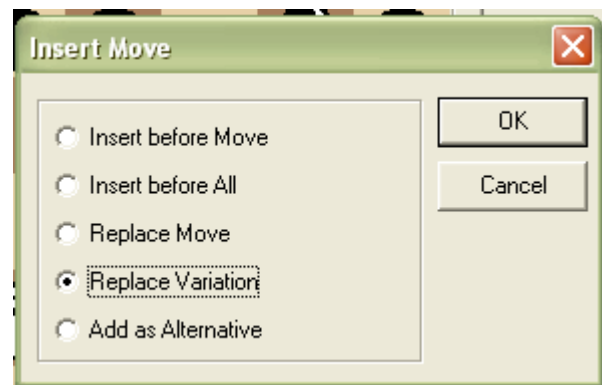 Insert Move
Insert before Move
Insert before All
Replace Move
Replace Variation
Add as Alternative
OK
Cancel